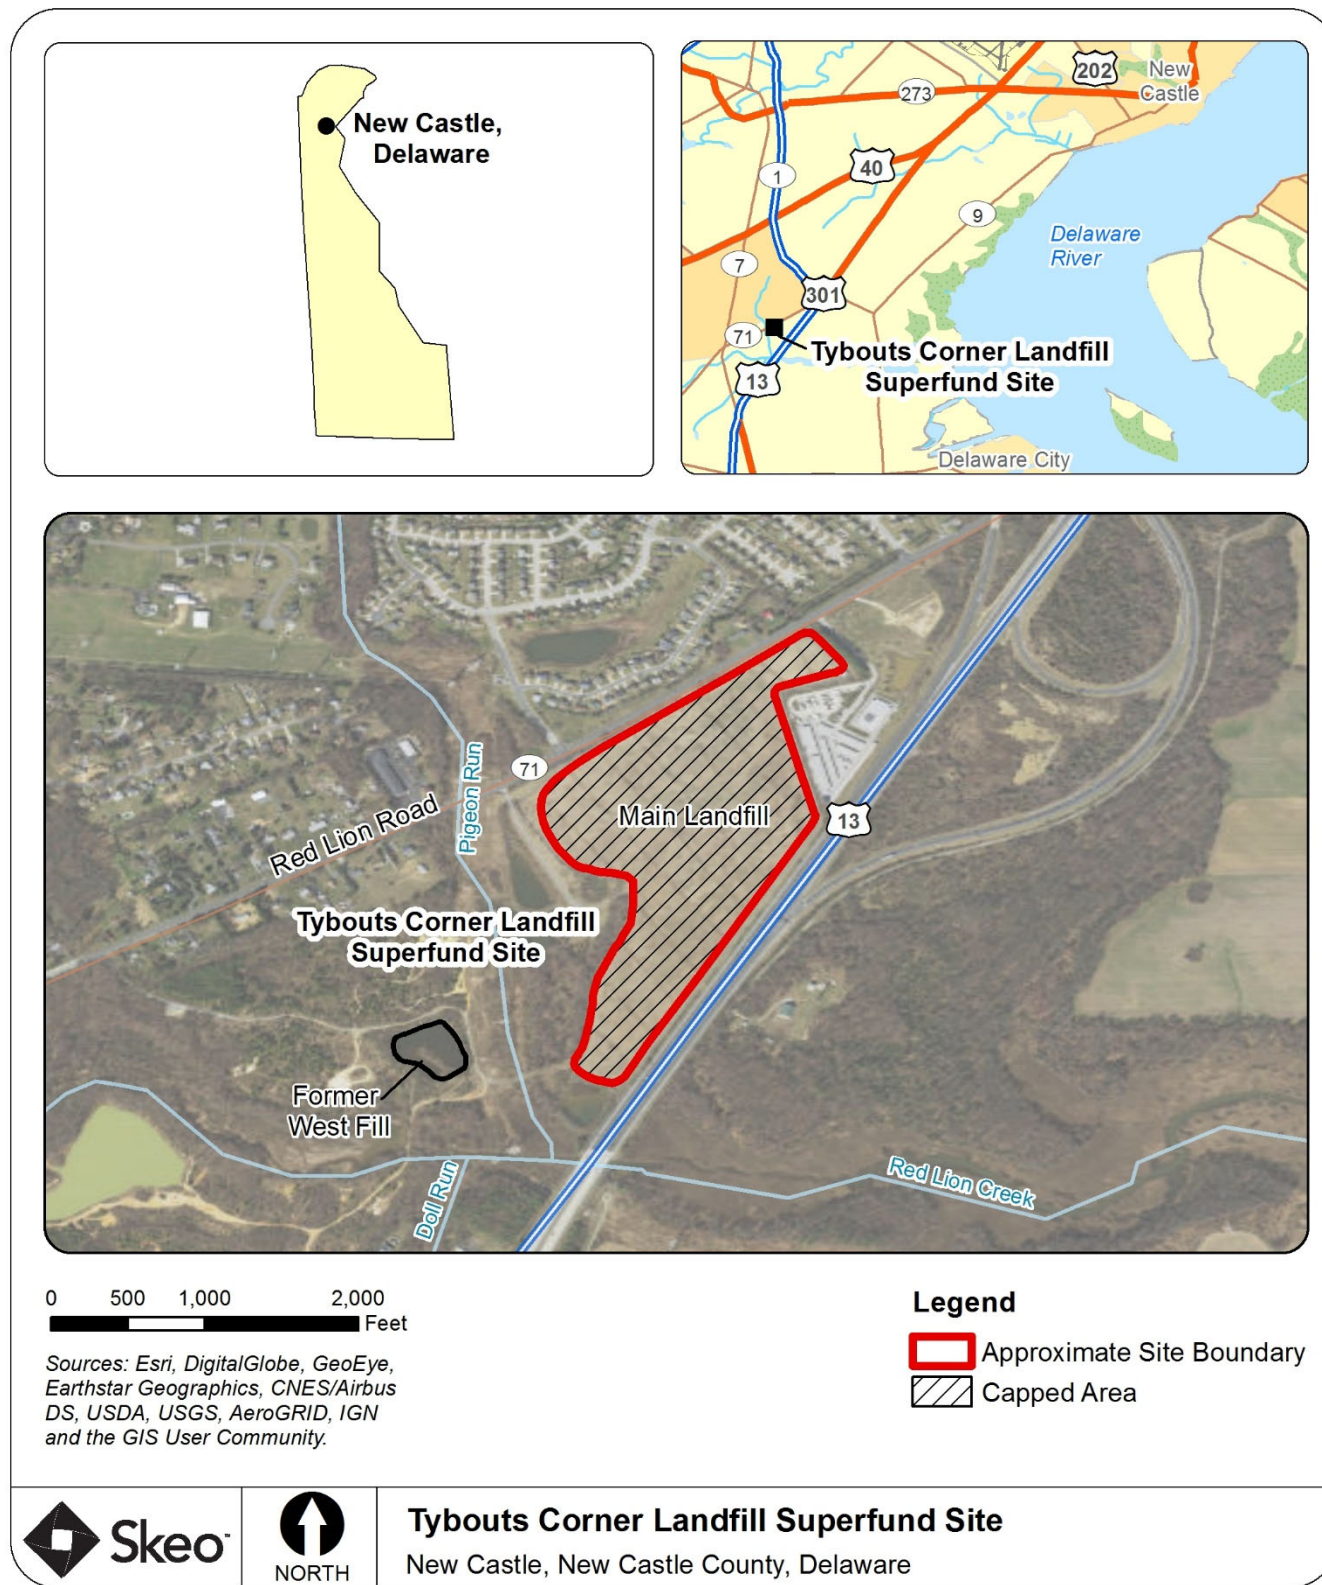 New Castle,
Delaware
202
New
Castle
273
40
1
9
Delaware
River
7
301
71
Tybouts Corner Landfill
Superfund Site
13
Delaware City
71
Pigeon Run
Main Landfill
13
Red Lion Road
Tybouts Corner Landfill
Superfund Site
Former
West Fill
Doll Run
Red Lion Creek
0 500 1,000 2,000
Feet
Sources: Esri, DigitalGlobe, GeoEye,
Earthstar Geographics, CNES/Airbus
DS, USDA, USGS, AeroGRID, IGN
and the GIS User Community.
Legend
Approximate Site Boundary
Capped Area
Skeo™
NORTH
Tybouts Corner Landfill Superfund Site
New Castle, New Castle County, Delaware